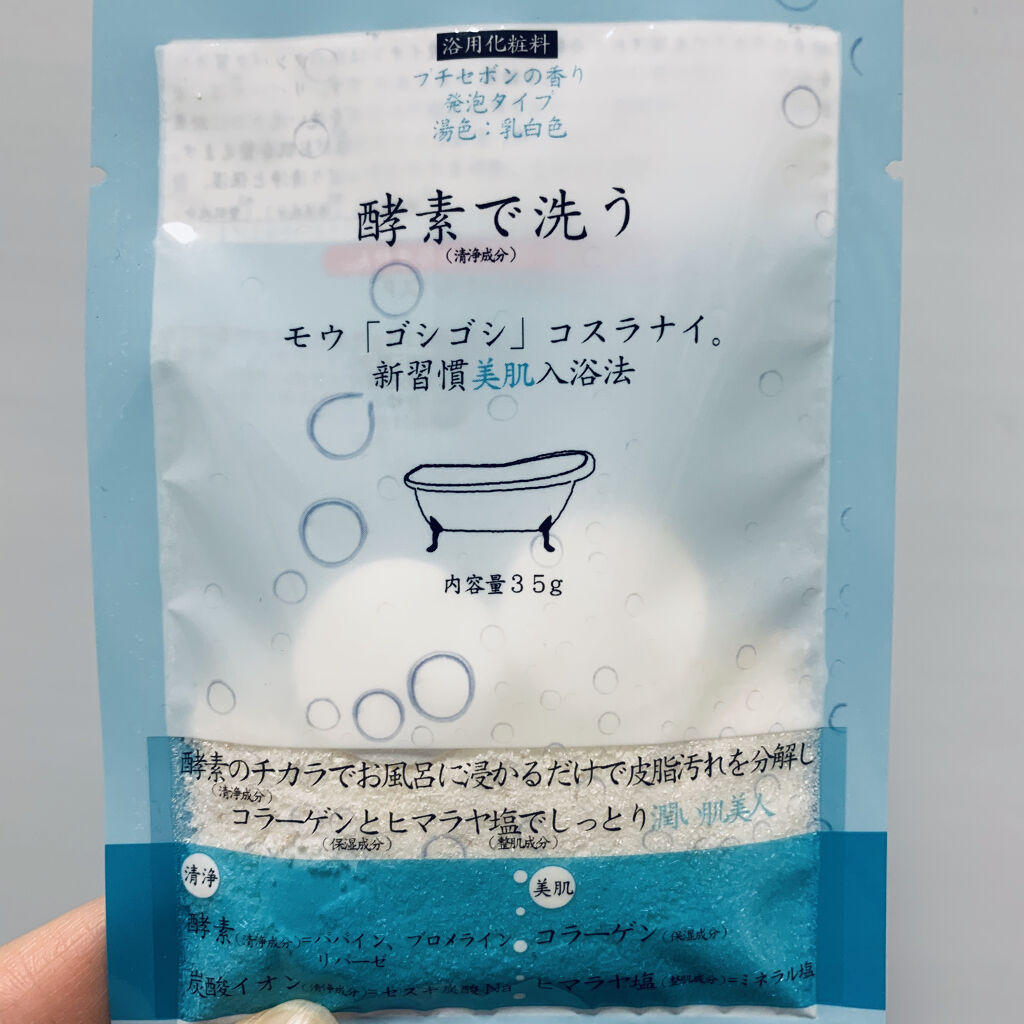 浴用化粧料
プチセボンの香り
発泡タイプ
湯色：乳白色
酵素で洗う
（清浄成分）
モウ「ゴシゴシ」コスラナイ。
新習慣美肌入浴法
内容量３５g
酵素のチカラでお風呂に浸かるだけで皮脂汚れを分解し
（清浄成分）
コラーゲンとヒマラヤ塩でしっとり潤い肌美人
（保湿成分）（整肌成分）
清浄
酵素（清浄成分）＝パパイン、ブロメライン
リパーゼ
炭酸イオン（清浄成分）＝セスキ炭酸Na
美肌
コラーゲン（保湿成分）
ヒマラヤ塩（整肌成分）＝ミネラル塩